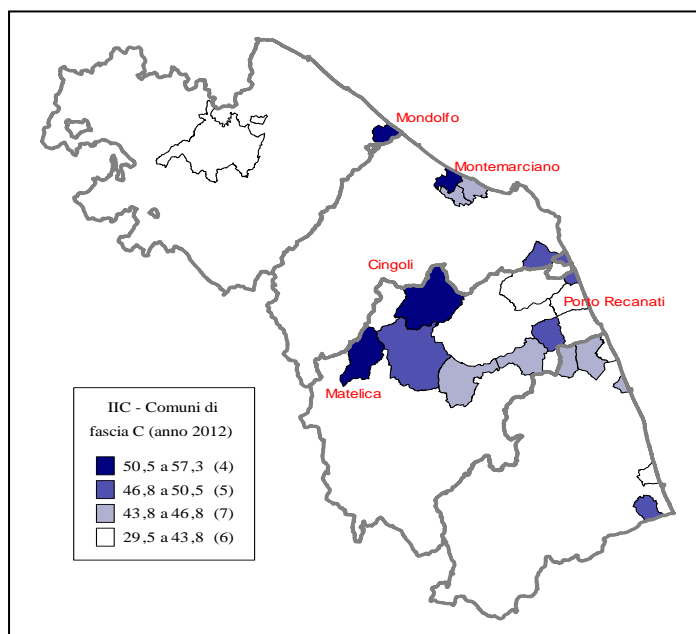 Mondolfo
Montemarciano
Cingoli
Porto Recanati
Matelica
IIC - Comuni di
fascia C (anno 2012)
50,5 a 57,3 (4)
46,8 a 50,5 (5)
43,8 a 46,8 (7)
29,5 a 43,8 (6)